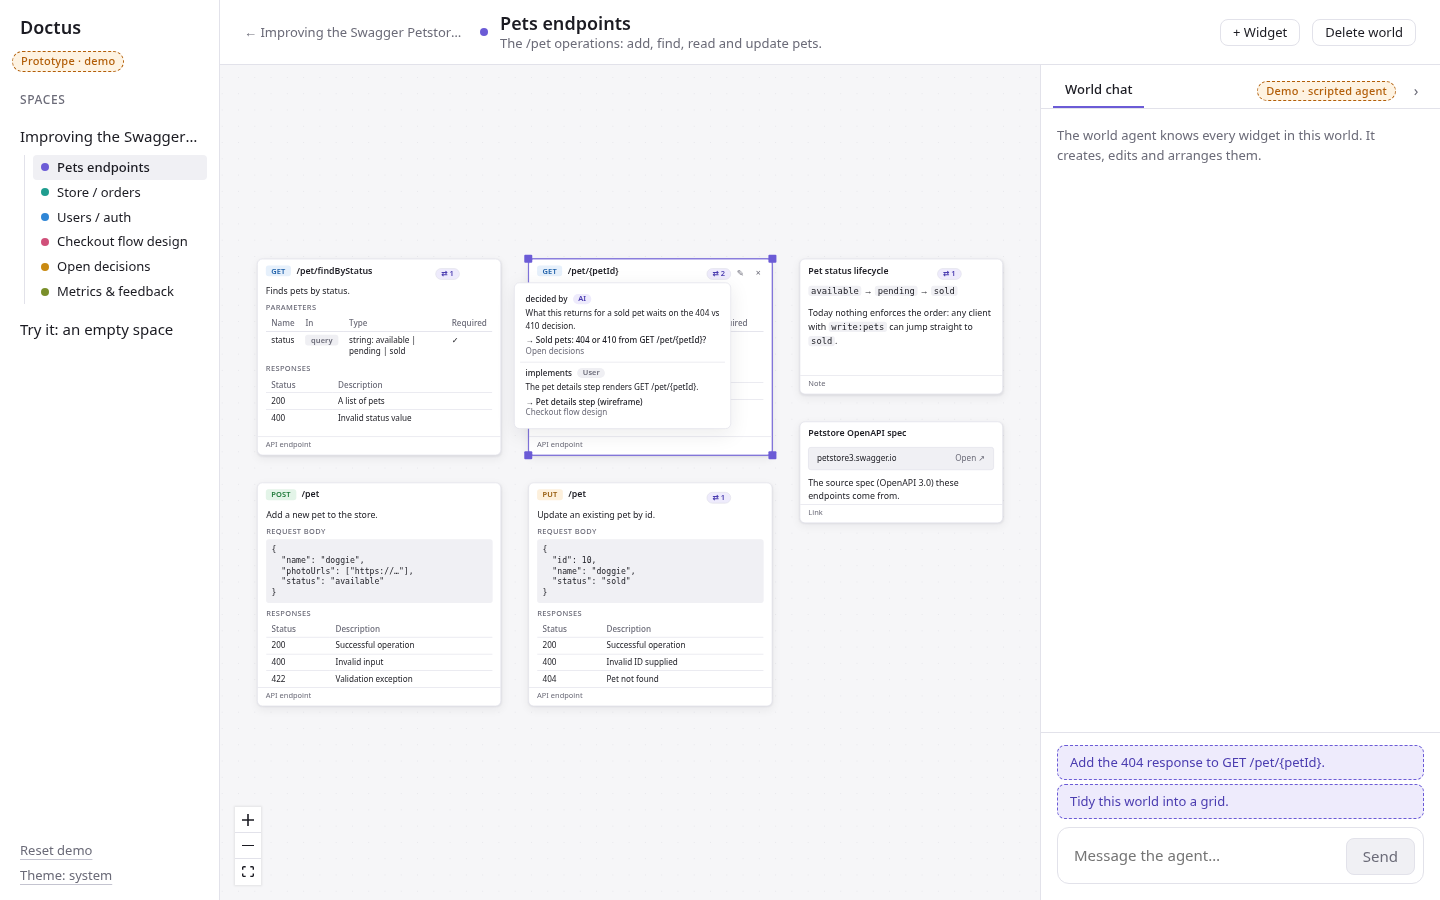 Doctus
Prototype · demo
SPACES
Improving the Swagger...
Pets endpoints
Store / orders
Users / auth
Checkout flow design
Open decisions
Metrics & feedback
Try it: an empty space
Reset demo
Theme: system
← Improving the Swagger Petstor...
Pets endpoints
The /pet operations: add, find, read and update pets.
+ Widget
Delete world
GET /pet/findByStatus ⇄ 1
Finds pets by status.
PARAMETERS
Name In Type Required
status query string: available | pending | sold ✓
RESPONSES
Status Description
200 A list of pets
400 Invalid status value
API endpoint
GET /pet/{petId} ⇄ 2 ✎ ×
decided by AI
What this returns for a sold pet waits on the 404 vs
410 decision.
→ Sold pets: 404 or 410 from GET /pet/{petId}?
Open decisions
implements User
The pet details step renders GET /pet/{petId}.
→ Pet details step (wireframe)
Checkout flow design
API endpoint
Pet status lifecycle ⇄ 1
available → pending → sold
Today nothing enforces the order: any client
with write:pets can jump straight to
sold.
Note
Petstore OpenAPI spec
petstore3.swagger.io Open ↗
The source spec (OpenAPI 3.0) these
endpoints come from.
Link
POST /pet
Add a new pet to the store.
REQUEST BODY
{
"name": "doggie",
"photoUrls": ["https://…"],
"status": "available"
}
RESPONSES
Status Description
200 Successful operation
400 Invalid input
422 Validation exception
API endpoint
PUT /pet ⇄ 1
Update an existing pet by id.
REQUEST BODY
{
"id": 10,
"name": "doggie",
"status": "sold"
}
RESPONSES
Status Description
200 Successful operation
400 Invalid ID supplied
404 Pet not found
API endpoint
World chat
Demo · scripted agent ›
The world agent knows every widget in this world. It
creates, edits and arranges them.
Add the 404 response to GET /pet/{petId}.
Tidy this world into a grid.
Message the agent...
Send